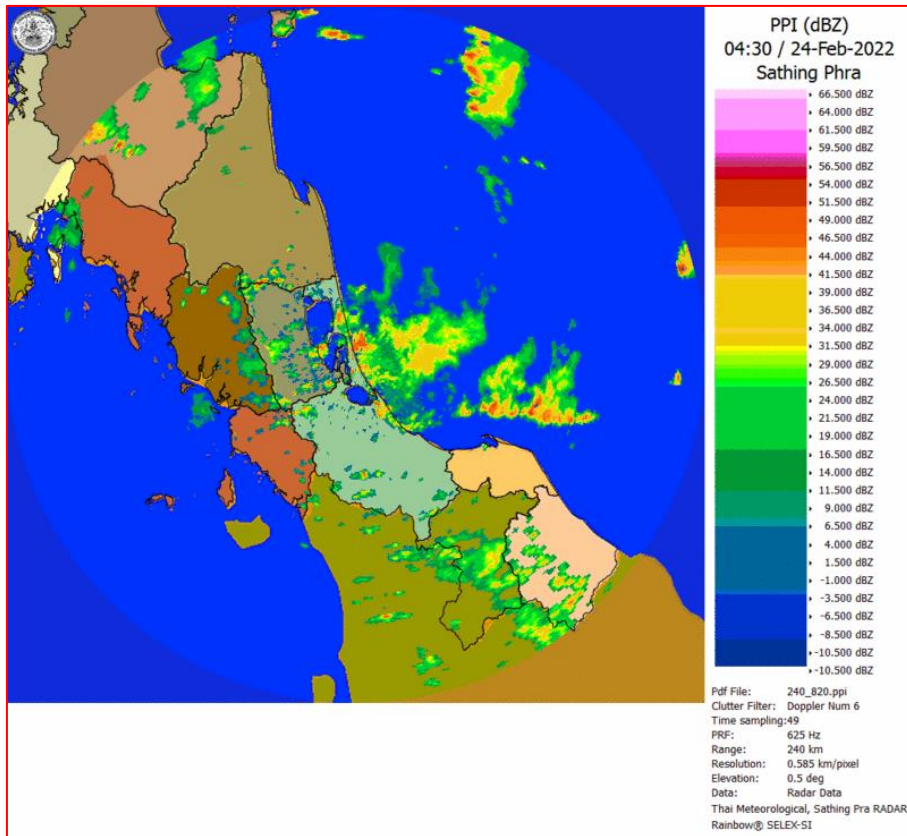 PPI (dBZ)
04:30 / 24-Feb-2022
Sathing Phra
66.500 dBZ
64.000 dBZ
61.500 dBZ
59.500 dBZ
56.500 dBZ
54.000 dBZ
51.500 dBZ
49.000 dBZ
46.500 dBZ
44.000 dBZ
41.500 dBZ
39.000 dBZ
36.500 dBZ
34.000 dBZ
31.500 dBZ
29.000 dBZ
26.500 dBZ
24.000 dBZ
21.500 dBZ
19.000 dBZ
16.500 dBZ
14.000 dBZ
11.500 dBZ
9.000 dBZ
6.500 dBZ
4.000 dBZ
1.500 dBZ
-1.000 dBZ
-3.500 dBZ
-6.500 dBZ
-8.500 dBZ
-10.500 dBZ
-10.500 dBZ
Pdf File: 240_820.ppi
Clutter Filter: Doppler Num 6
Time sampling:49
PRF: 625 Hz
Range: 240 km
Resolution: 0.585 km/pixel
Elevation: 0.5 deg
Data: Radar Data
Thai Meteorological, Sathing Pra RADAR
Rainbow® SELEX-SI